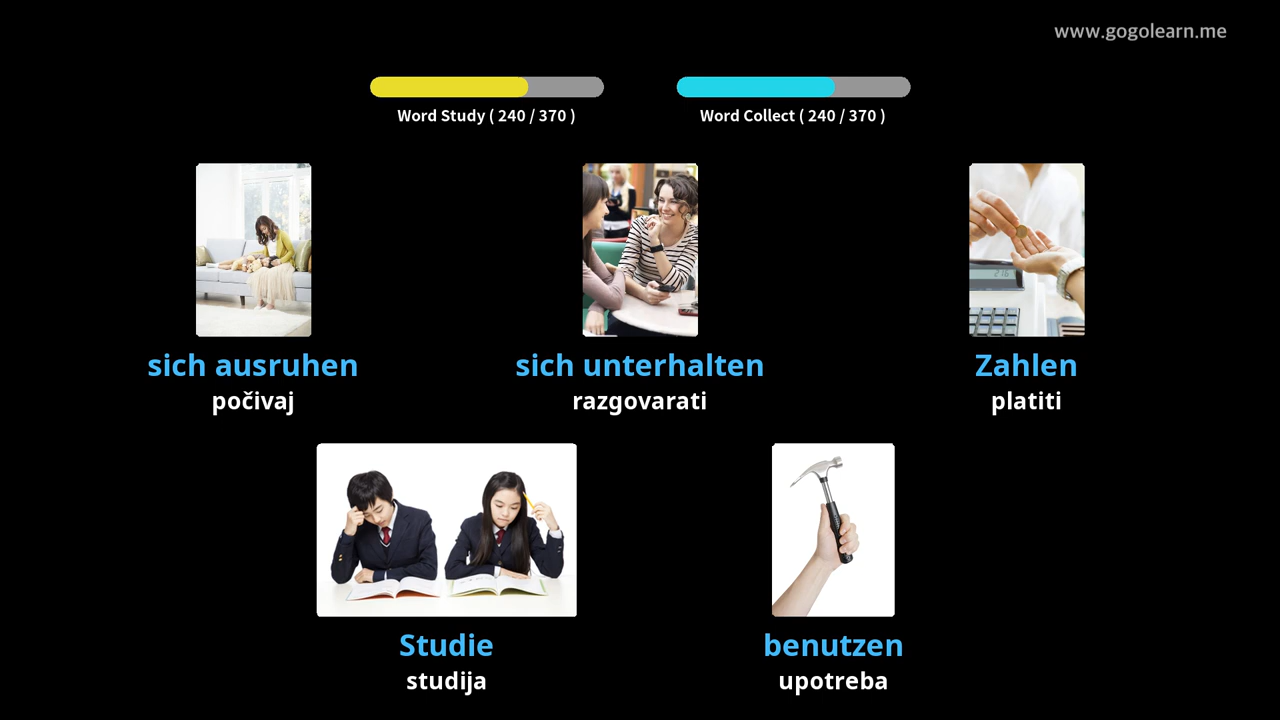 www.gogolearn.me
Word Study ( 240 / 370 )
Word Collect ( 240 / 370 )
sich ausruhen
počivaj
sich unterhalten
razgovarati
Zahlen
platiti
Studie
studija
benutzen
upotreba